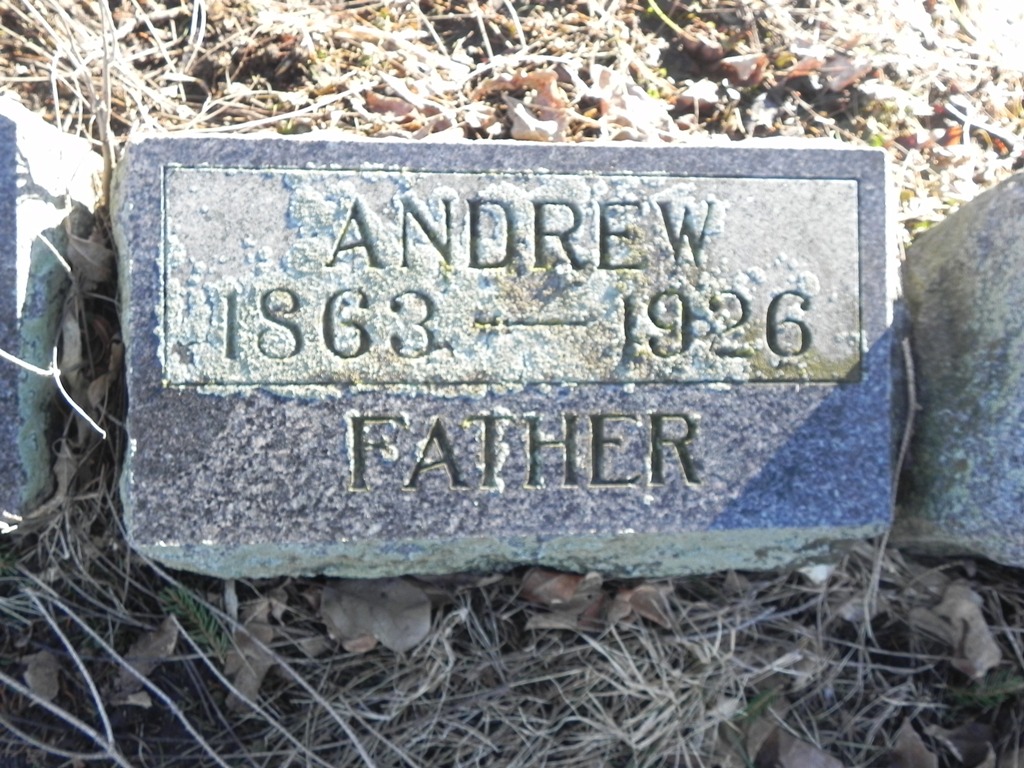 ANDREW
1863 — 1926
FATHER